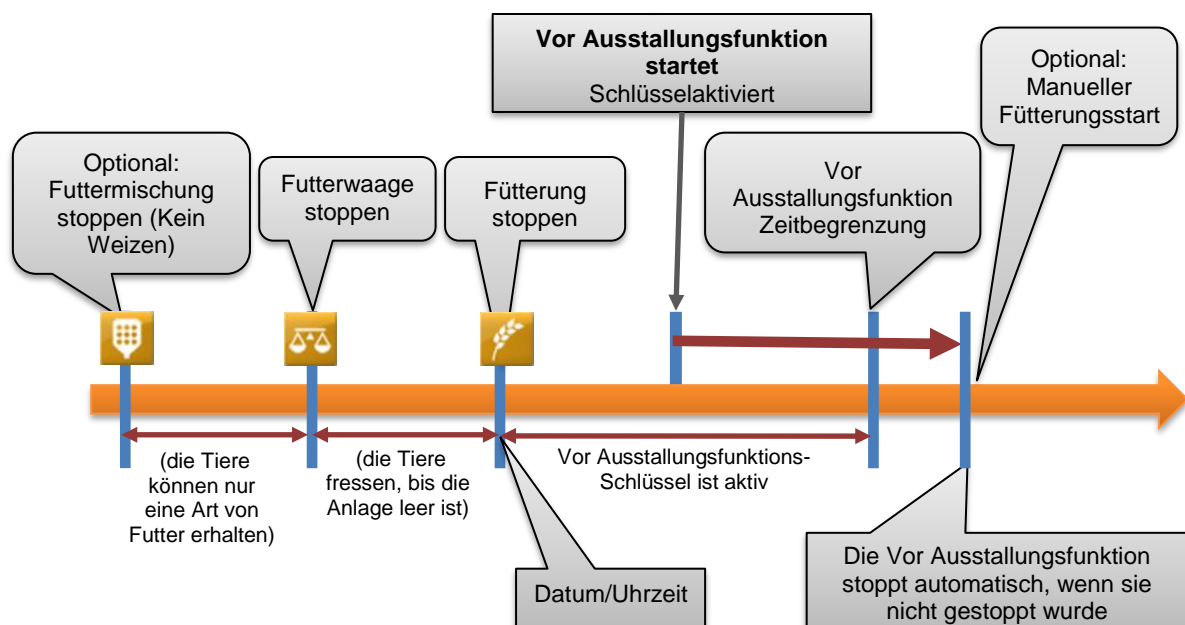 Vor Ausstallungsfunktion
startet
Schlüsselaktiviert
Optional:
Manueller
Fütterungsstart
Optional:
Futtermischung
stoppen (Kein
Weizen)
Futterwaage
stoppen
Fütterung
stoppen
Vor
Ausstallungsfunktion
Zeitbegrenzung
(die Tiere
können nur
eine Art von
Futter erhalten)
(die Tiere
fressen, bis die
Anlage leer ist)
Vor Ausstallungsfunktions-
Schlüssel ist aktiv
Datum/Uhrzeit
Die Vor Ausstallungsfunktion
stoppt automatisch, wenn sie
nicht gestoppt wurde